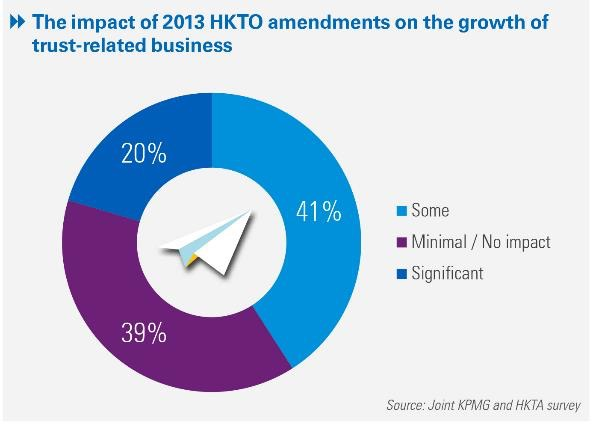 The impact of 2013 HKTO amendments on the growth of
trust-related business
20%
41%
39%
Some
Minimal / No impact
Significant
Source: Joint KPMG and HKTA survey